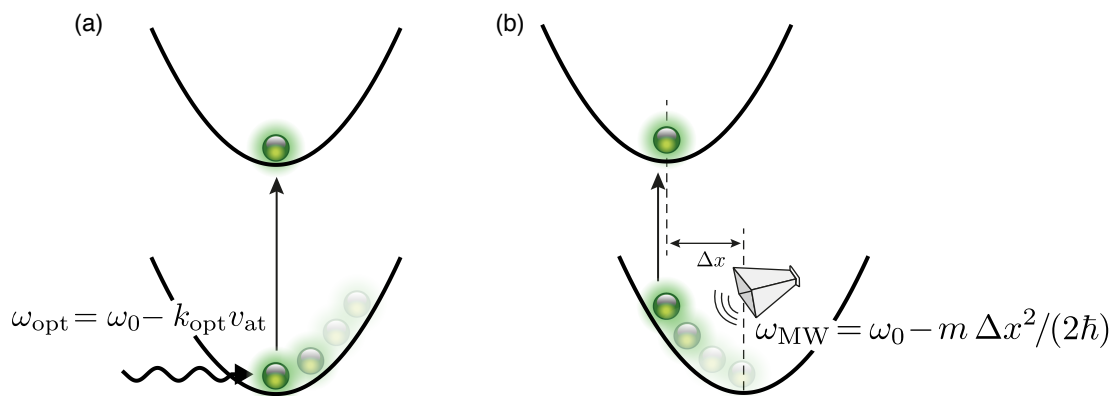 (a)
(b)
Δx
ω_opt = ω_0 − k_opt v_at
ω_MW = ω_0 − m Δx²/(2ħ)